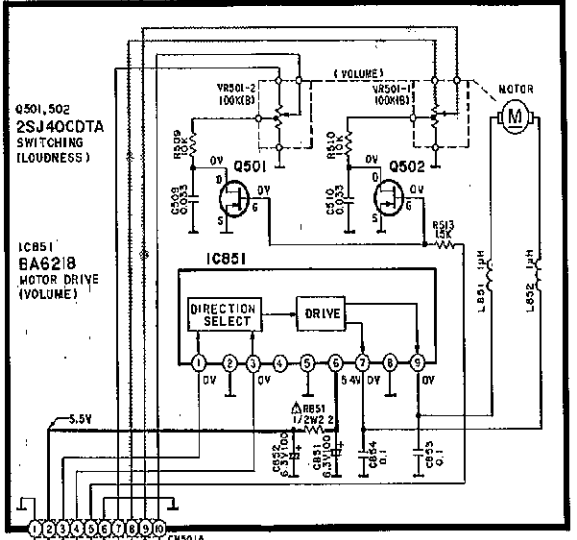 (VOLUME)
VR501-2
100K(B)
VR501-1
100K(B)
MOTOR
M
Q501,502
2SJ40CDTA
SWITCHING
(LOUDNESS)
R509
10K
R510
10K
0V
Q501
0V
Q502
D
0V
G
S
D
0V
G
S
C509
0.033
C510
0.033
R513
15K
IC851
BA6218
MOTOR DRIVE
(VOLUME)
IC851
L851 1μH
L852 1μH
DIRECTION
SELECT
DRIVE
1 2 3 4 5 6 7 8 9
0V 0V 5.4V 0V 0V
5.5V
R851
1/2W2.2
C852
6.3V100
C851
6.3V100
C854
0.1
C853
0.1
1 2 3 4 5 6 7 8 9 10